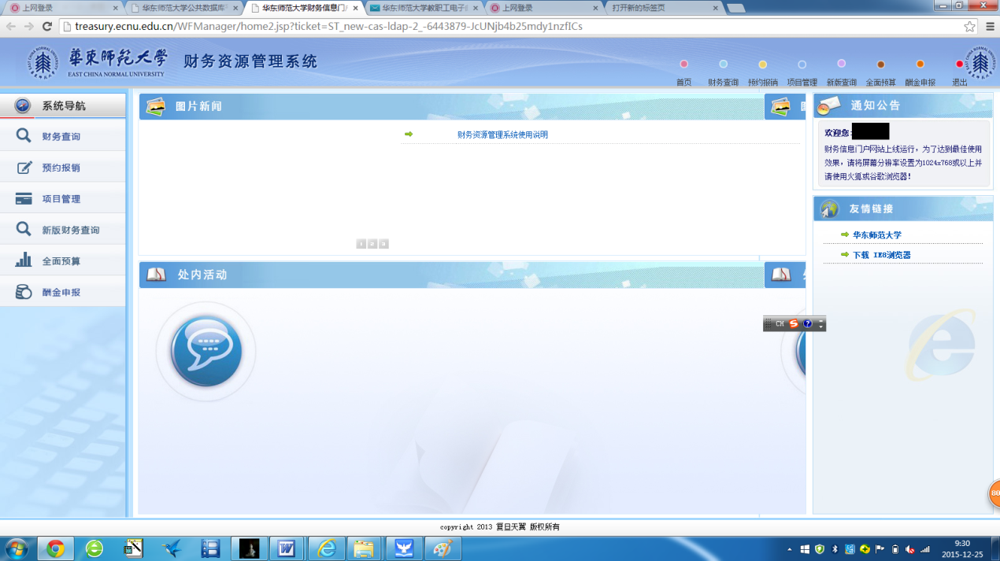 上网登录
华东师范大学公共数据库
华东师范大学财务信息门户
华东师范大学教职工电子
上网登录
打开新的标签页
treasury.ecnu.edu.cn/WFManager/home2.jsp?ticket=ST_new-cas-ldap-2_-6443879-JcUNjb4b25mdy1nzfICs
華東師范大學
EAST CHINA NORMAL UNIVERSITY
财务资源管理系统
首页 财务查询 预约报销 项目管理 新版查询 全面预算 酬金申报 退出
系统导航
财务查询
预约报销
项目管理
新版财务查询
全面预算
酬金申报
图片新闻
财务资源管理系统使用说明
1 2 3
处内活动
通知公告
欢迎您:
财务信息门户网站上线运行，为了达到最佳使用
效果，请将屏幕分辨率设置为1024x768或以上并
请使用火狐或谷歌浏览器！
友情链接
华东师范大学
下载 IE8浏览器
CH
80
copyright 2013 复旦天翼 版权所有
9:30
2015-12-25